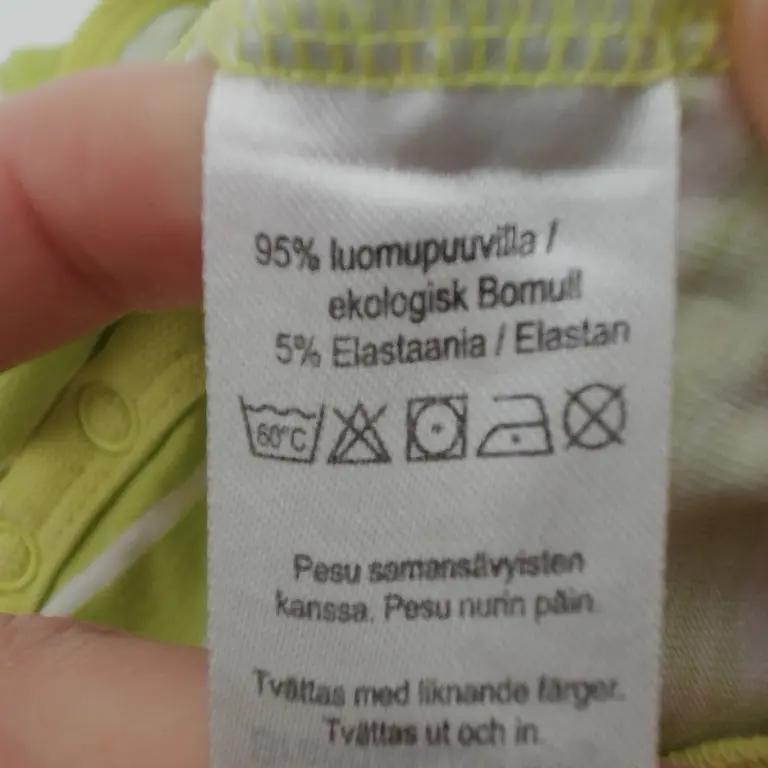 95% luomupuuvilla /
ekologisk Bomull
5% Elastaania / Elastan
60°C
Pesu samansävyisten
kanssa. Pesu nurin päin.
Tvättas med liknande färger.
Tvättas ut och in.